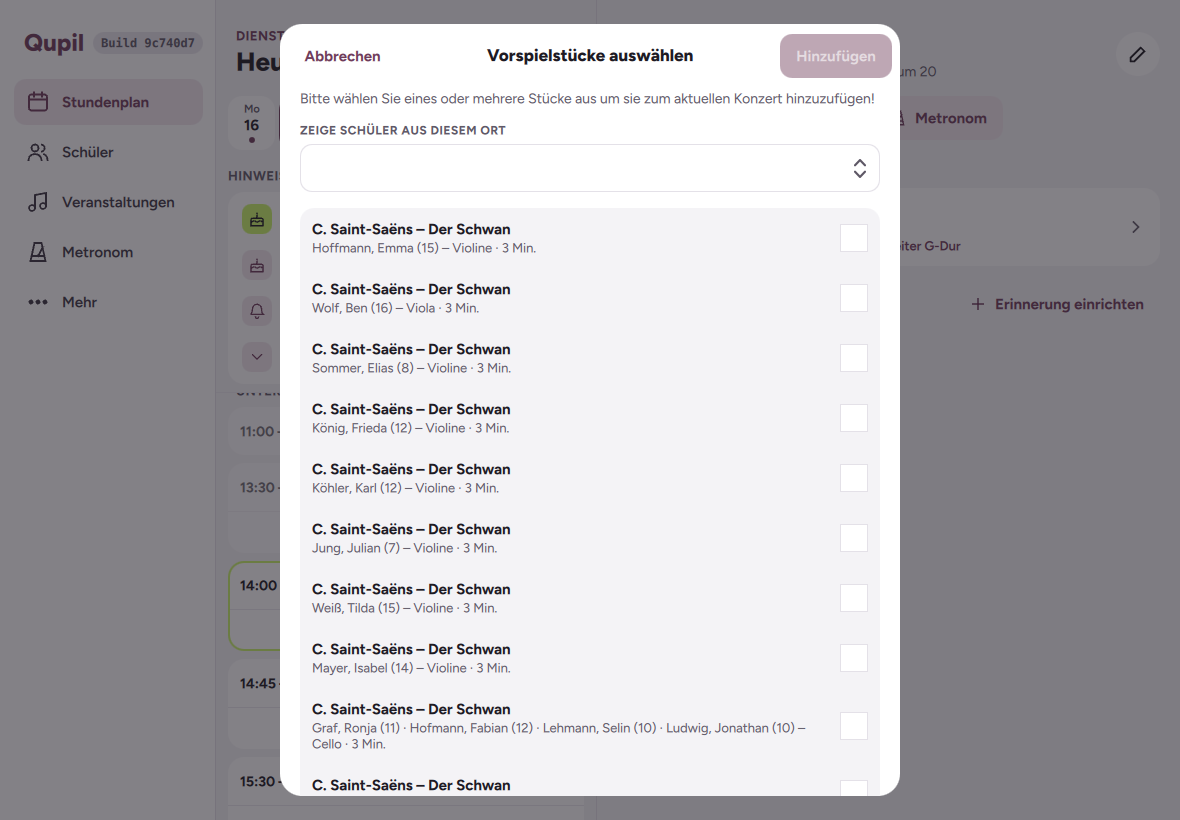 Qupil
Build 9c740d7
Stundenplan
Schüler
Veranstaltungen
Metronom
Mehr
Mo
16
11:00
13:30
14:00
14:45
15:30
Abbrechen
Vorspielstücke auswählen
Hinzufügen
Bitte wählen Sie eines oder mehrere Stücke aus um sie zum aktuellen Konzert hinzuzufügen!
ZEIGE SCHÜLER AUS DIESEM ORT
C. Saint-Saëns – Der Schwan
Hoffmann, Emma (15) – Violine · 3 Min.
C. Saint-Saëns – Der Schwan
Wolf, Ben (16) – Viola · 3 Min.
C. Saint-Saëns – Der Schwan
Sommer, Elias (8) – Violine · 3 Min.
C. Saint-Saëns – Der Schwan
König, Frieda (12) – Violine · 3 Min.
C. Saint-Saëns – Der Schwan
Köhler, Karl (12) – Violine · 3 Min.
C. Saint-Saëns – Der Schwan
Jung, Julian (7) – Violine · 3 Min.
C. Saint-Saëns – Der Schwan
Weiß, Tilda (15) – Violine · 3 Min.
C. Saint-Saëns – Der Schwan
Mayer, Isabel (14) – Violine · 3 Min.
C. Saint-Saëns – Der Schwan
Graf, Ronja (11) · Hofmann, Fabian (12) · Lehmann, Selin (10) · Ludwig, Jonathan (10) –
Cello · 3 Min.
C. Saint-Saëns – Der Schwan
20
Metronom
G-Dur
Erinnerung einrichten